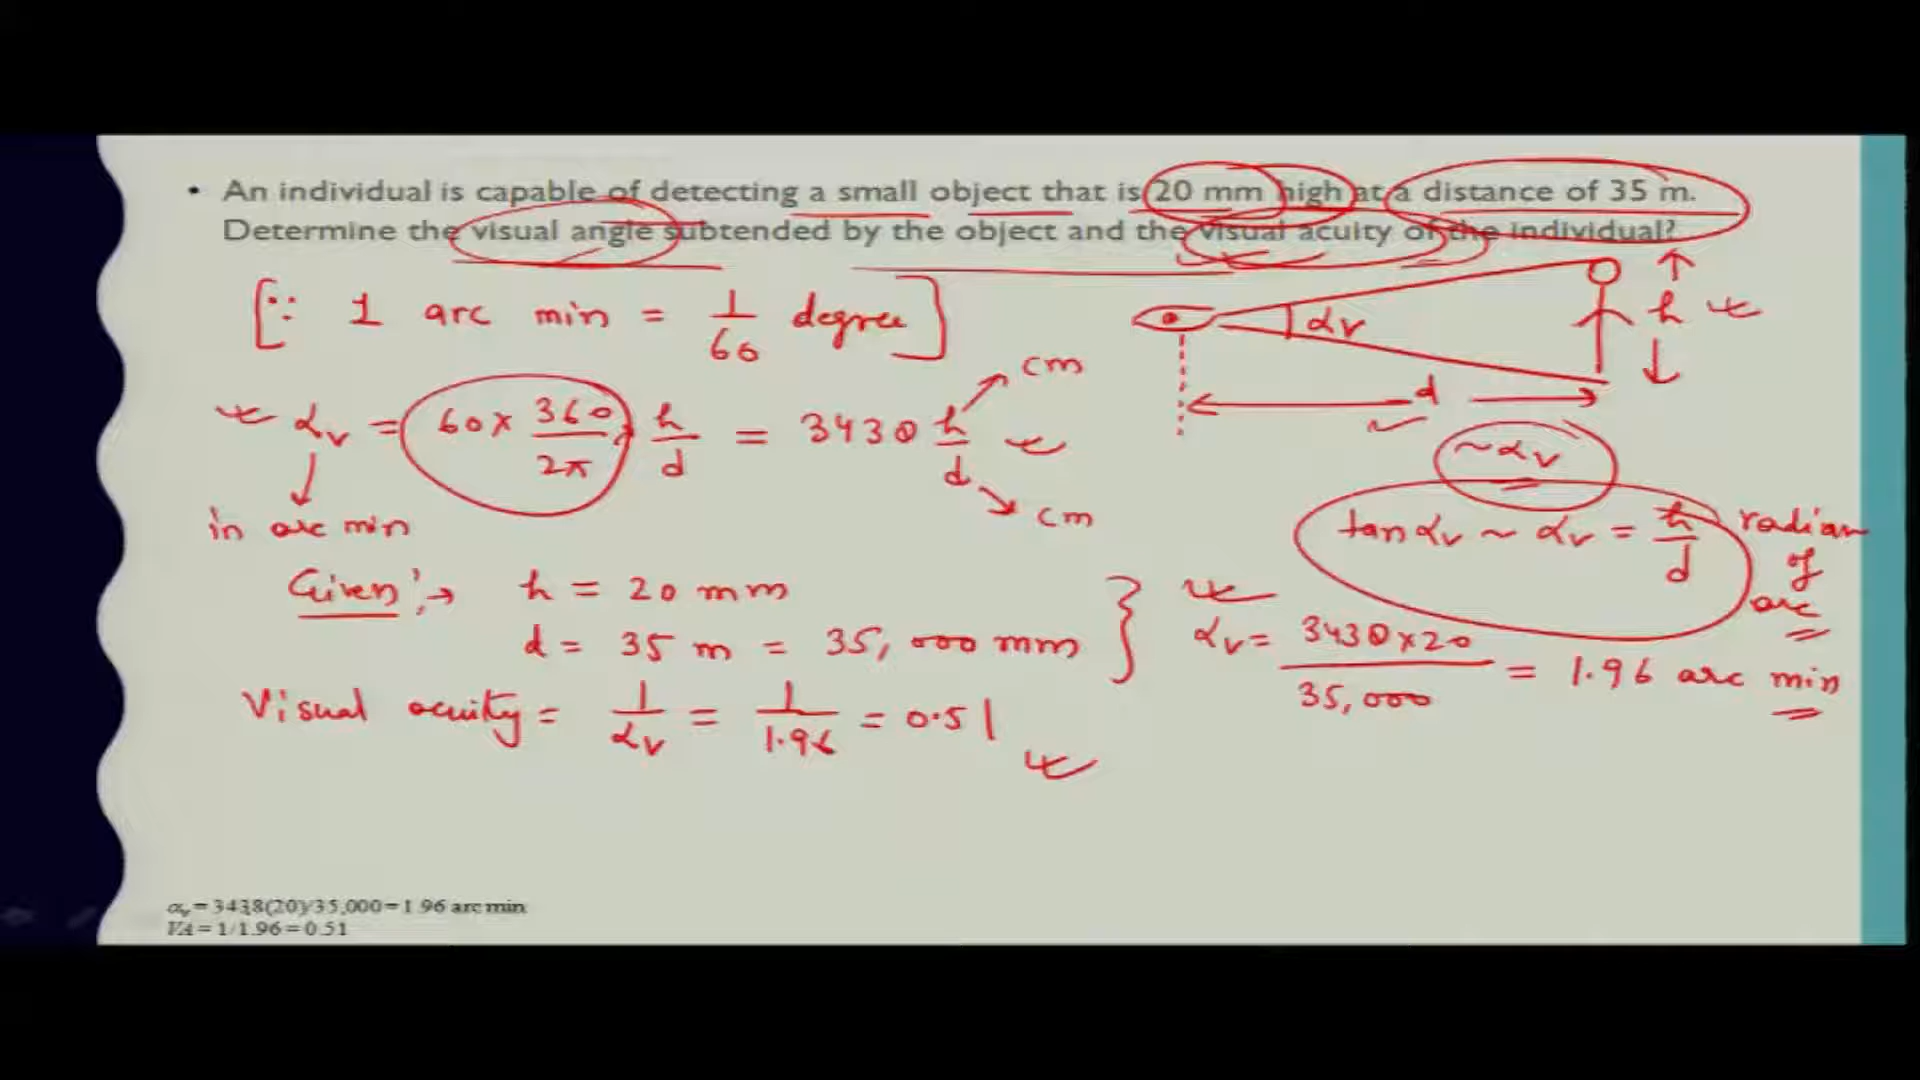 • An individual is capable of detecting a small object that is 20 mm high at a distance of 35 m.
Determine the visual angle subtended by the object and the visual acuity of the individual?
[∵ 1 arc min = 1/60 degree]
αv
h
d
αv = 60 × 360/2π · h/d = 3430 h/d
cm
cm
in arc min
~αv
tan αv ~ αv = h/d radian of arc
Given:→ h = 20 mm
d = 35 m = 35,000 mm
αv = 3430×20/35,000 = 1.96 arc min
Visual acuity = 1/αv = 1/1.96 = 0.51
αv = 3438(20)/35,000 = 1.96 arc min
VA = 1/1.96 = 0.51